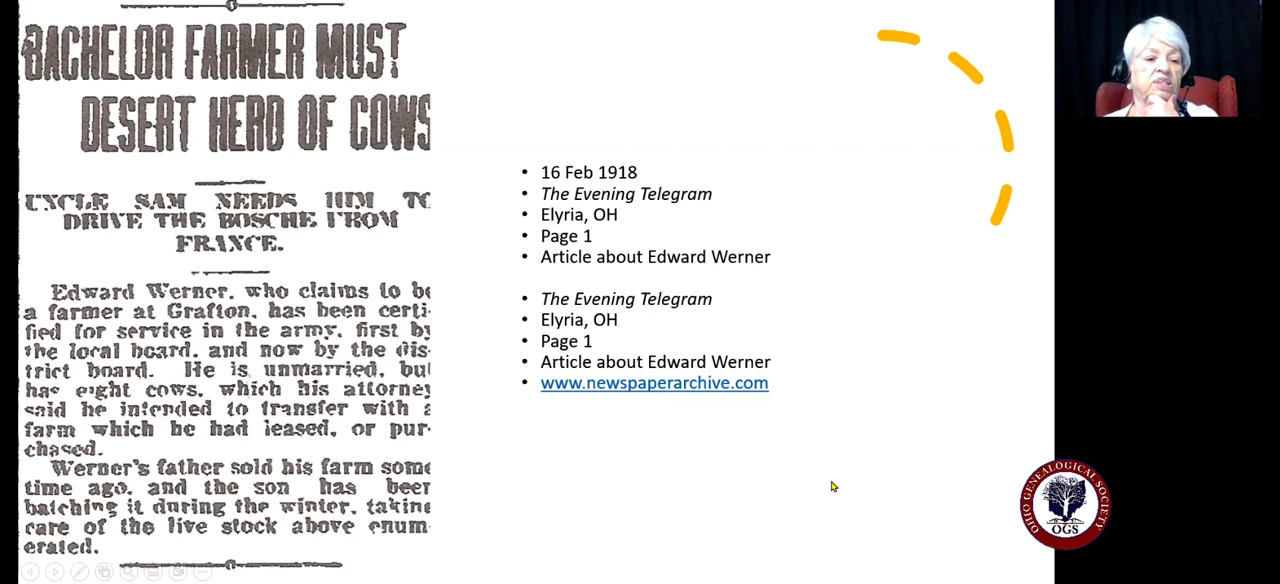 BACHELOR FARMER MUST
DESERT HERD OF COWS
UNCLE SAM NEEDS HIM TO
DRIVE THE BOSCHE FROM
FRANCE.
Edward Werner, who claims to be
a farmer at Grafton, has been certi-
fied for service in the army, first by
the local board, and now by the dis-
trict board. He is unmarried, but
has eight cows, which his attorney
said he intended to transfer with a
farm which he had leased, or pur-
chased.
Werner's father sold his farm some
time ago, and the son has been
batching it during the winter, taking
care of the live stock above enum-
erated.
• 16 Feb 1918
• The Evening Telegram
• Elyria, OH
• Page 1
• Article about Edward Werner
• The Evening Telegram
• Elyria, OH
• Page 1
• Article about Edward Werner
• www.newspaperarchive.com
OHIO GENEALOGICAL SOCIETY
OGS